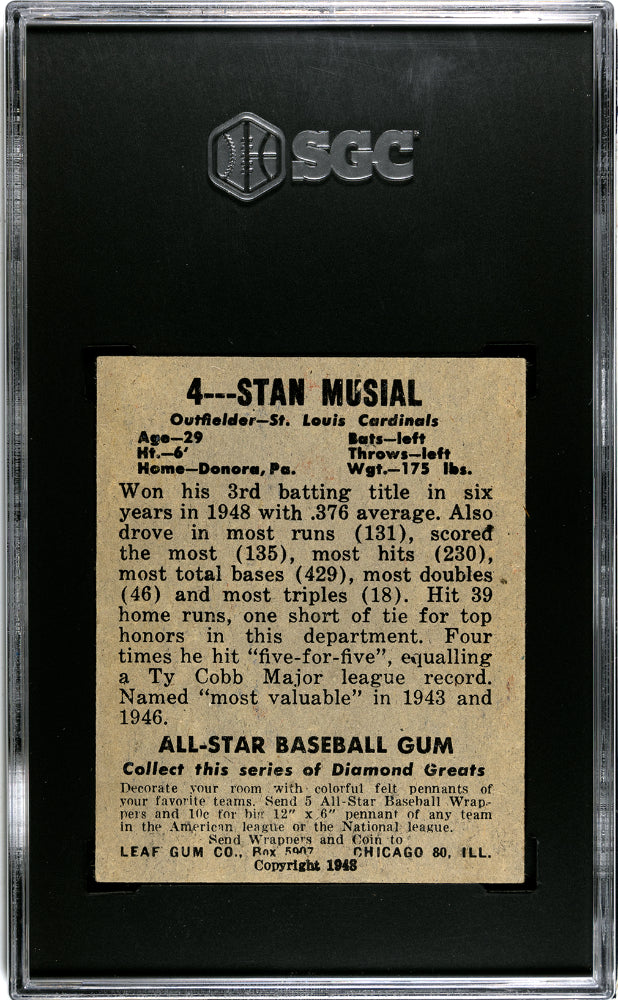 SGC
4---STAN MUSIAL
Outfielder—St. Louis Cardinals
Age—29 Bats—left
Ht.—6' Throws—left
Home—Donora, Pa. Wgt.—175 lbs.
Won his 3rd batting title in six
years in 1948 with .376 average. Also
drove in most runs (131), scored
the most (135), most hits (230),
most total bases (429), most doubles
(46) and most triples (18). Hit 39
home runs, one short of tie for top
honors in this department. Four
times he hit "five-for-five", equalling
a Ty Cobb Major league record.
Named "most valuable" in 1943 and
1946.
ALL-STAR BASEBALL GUM
Collect this series of Diamond Greats
Decorate your room with colorful felt pennants of
your favorite teams. Send 5 All-Star Baseball Wrap-
pers and 10c for big 12" x 6" pennant of any team
in the American league or the National league.
Send Wrappers and Coin to
LEAF GUM CO., Box 5907 CHICAGO 80, ILL.
Copyright 1948